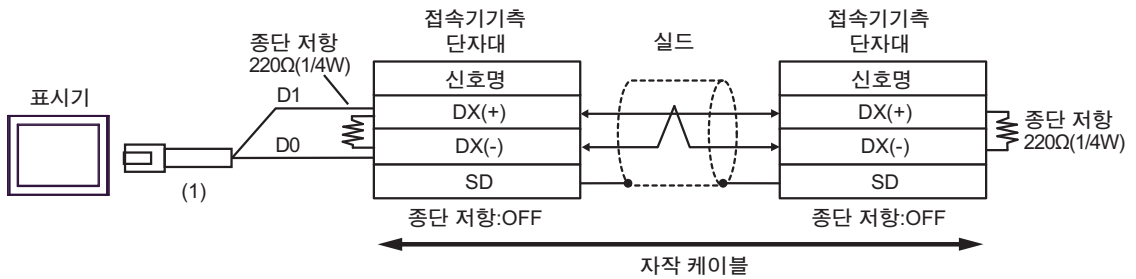 표시기
(1)
D1
D0
종단 저항
220Ω(1/4W)
접속기기측
단자대
신호명
DX(+)
DX(-)
SD
종단 저항:OFF
실드
접속기기측
단자대
신호명
DX(+)
DX(-)
SD
종단 저항:OFF
종단 저항
220Ω(1/4W)
자작 케이블